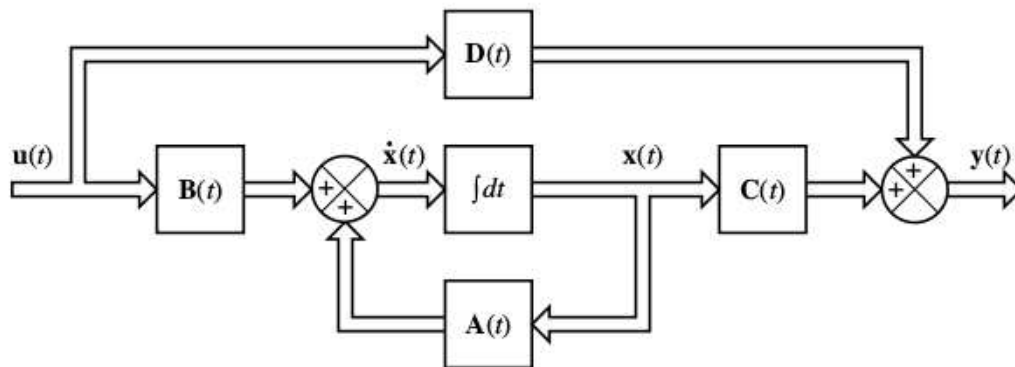 D(t)
u(t)
B(t)
+
+
ẋ(t)
∫dt
x(t)
C(t)
+
+
y(t)
A(t)